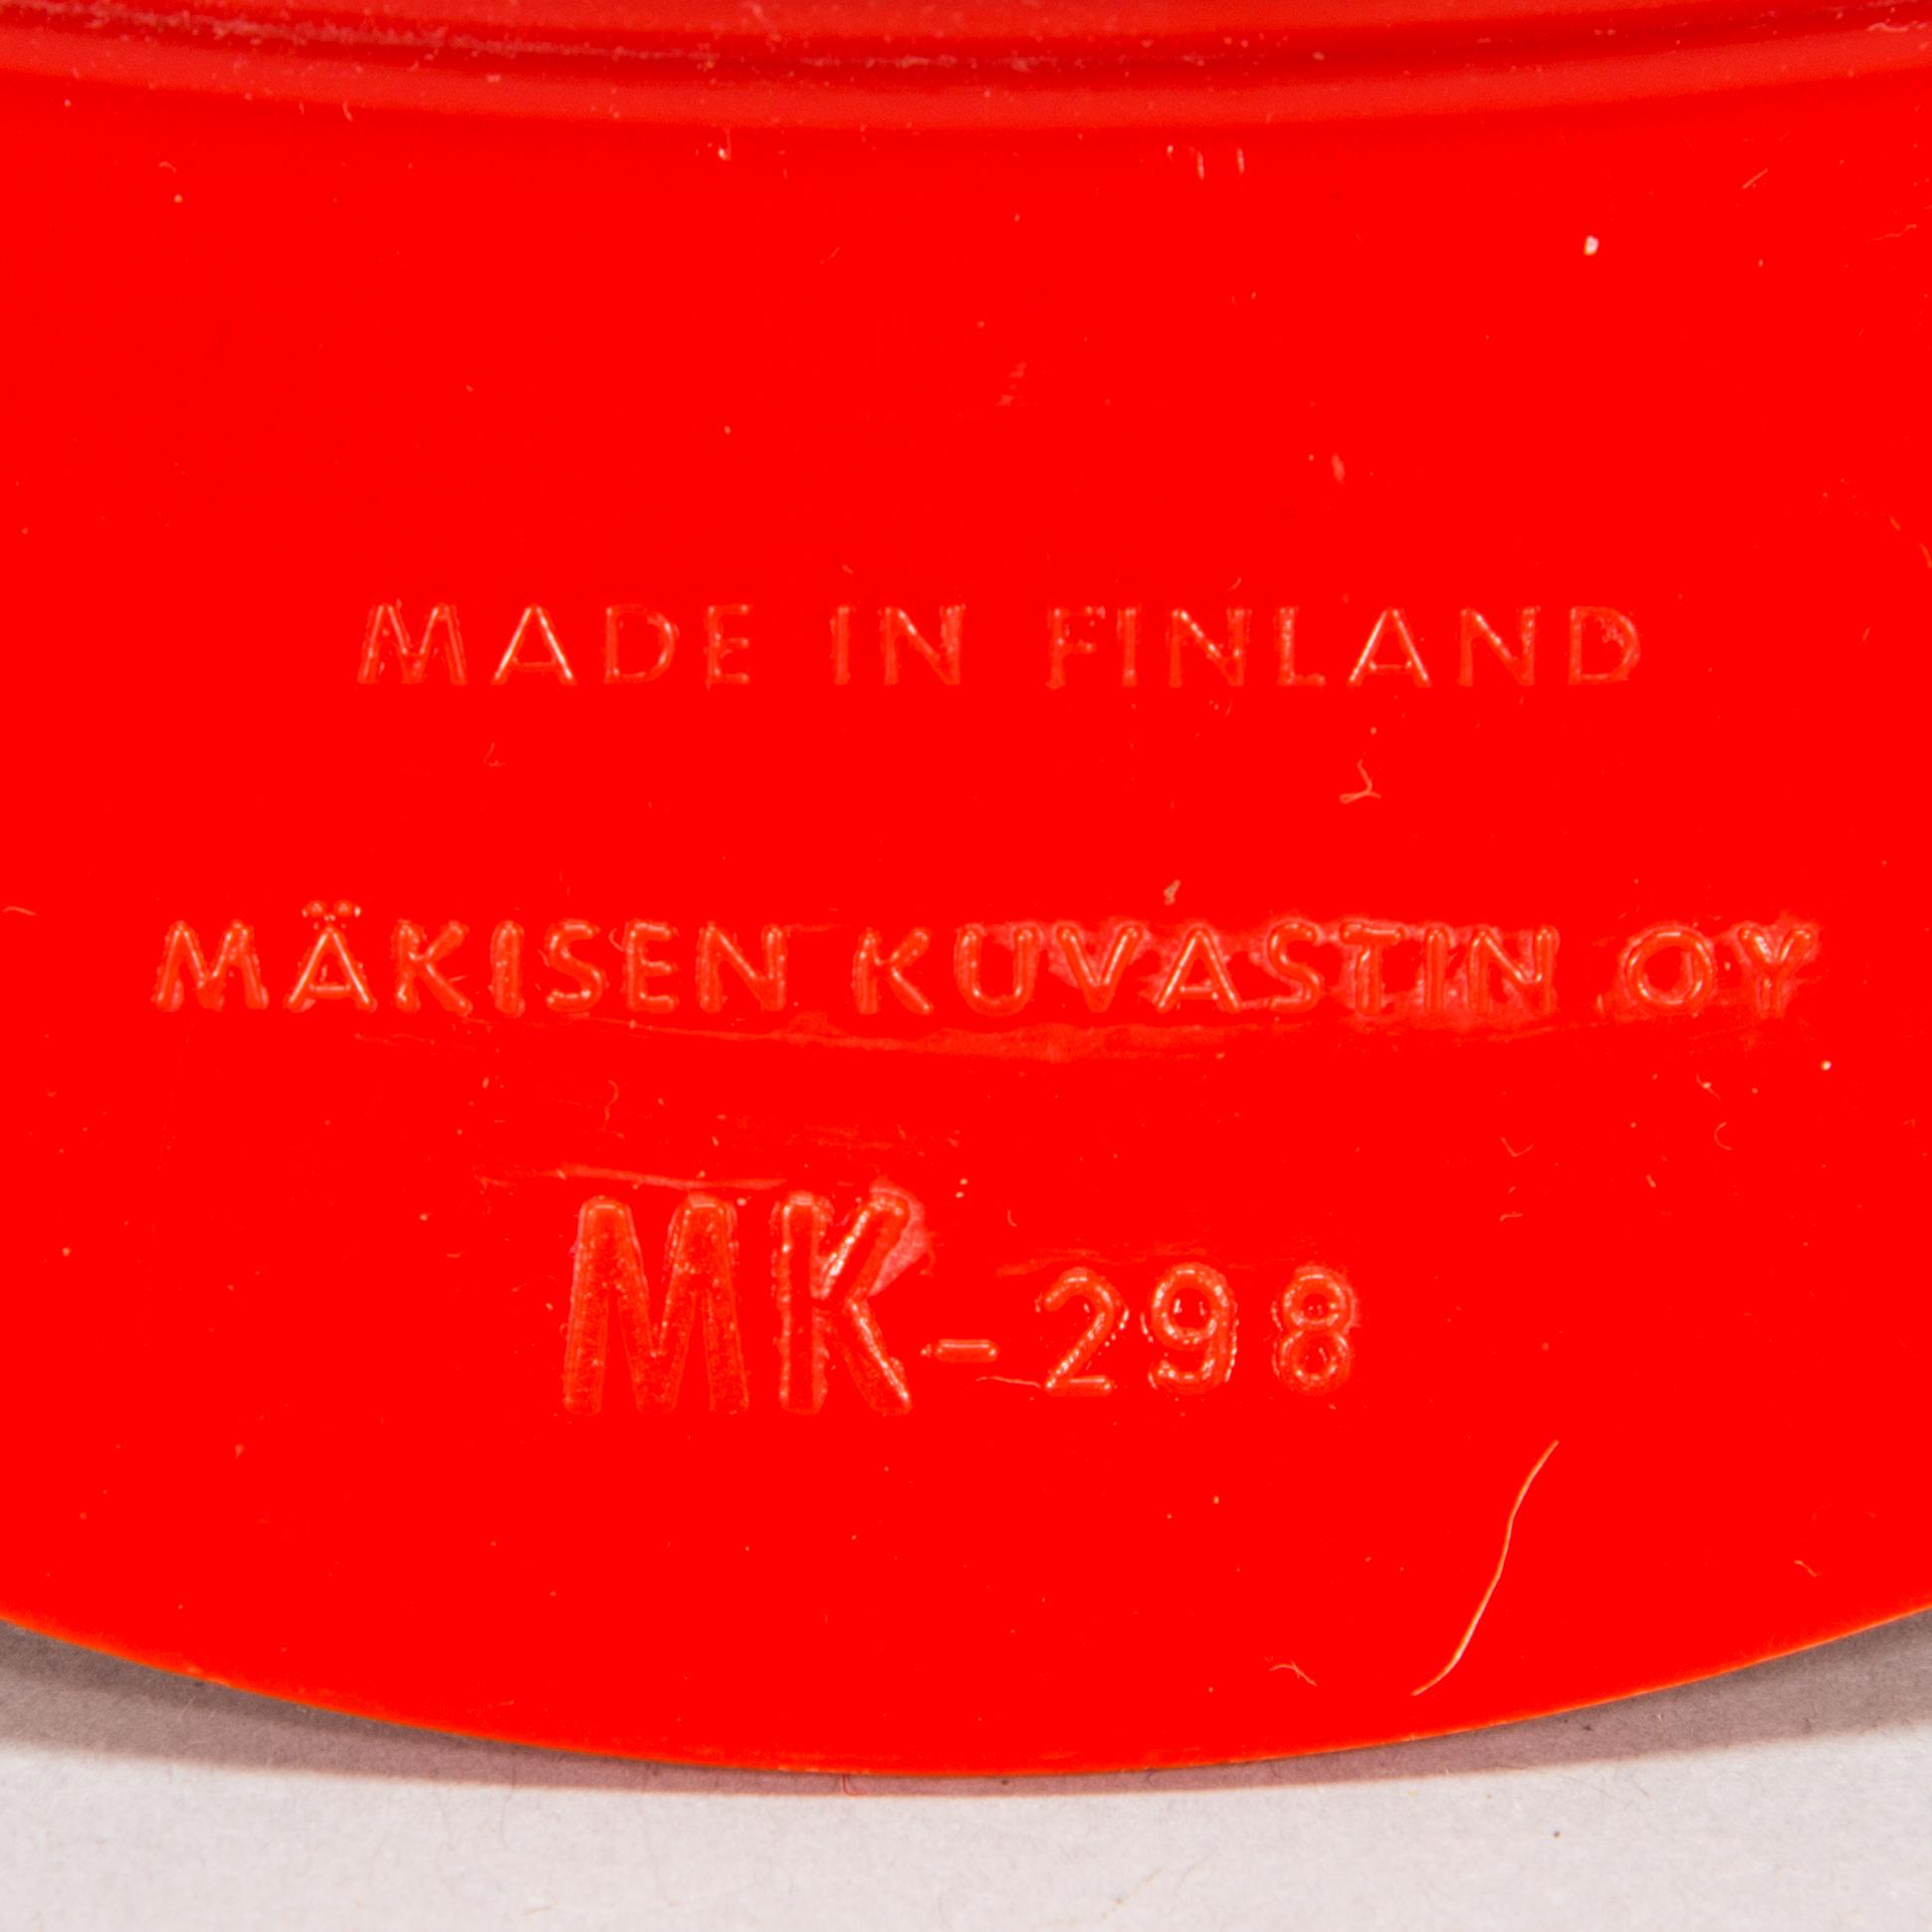 MADE IN FINLAND
MÄKISEN KUVASTIN OY
MK-298